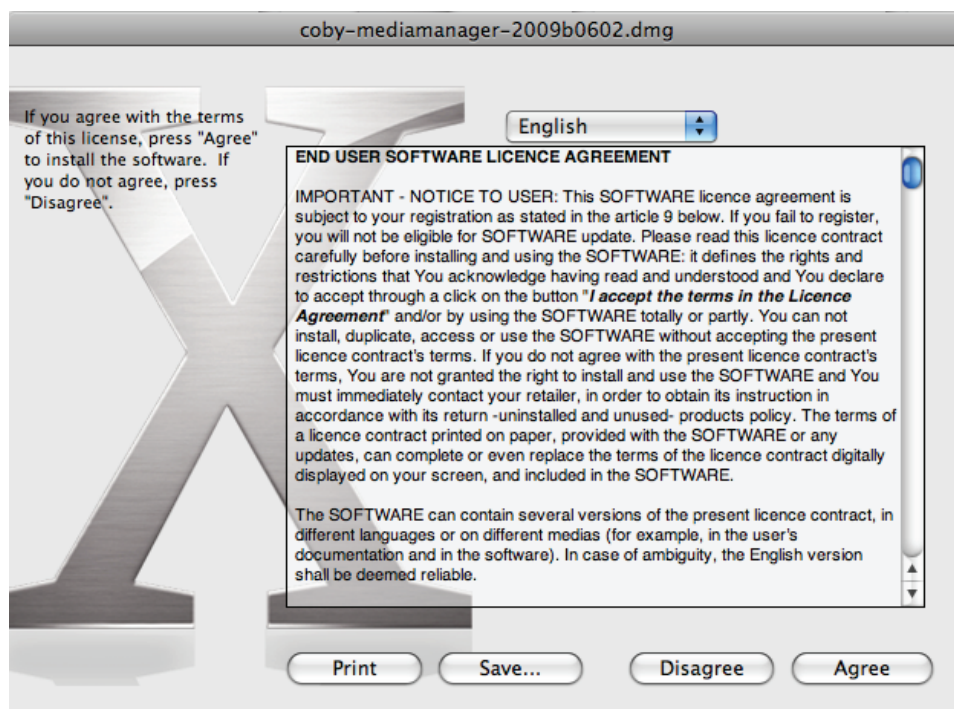 coby-mediamanager-2009b0602.dmg
If you agree with the terms
of this license, press "Agree"
to install the software.  If
you do not agree, press
"Disagree".
English
END USER SOFTWARE LICENCE AGREEMENT
IMPORTANT - NOTICE TO USER: This SOFTWARE licence agreement is
subject to your registration as stated in the article 9 below. If you fail to register,
you will not be eligible for SOFTWARE update. Please read this licence contract
carefully before installing and using the SOFTWARE: it defines the rights and
restrictions that You acknowledge having read and understood and You declare
to accept through a click on the button "I accept the terms in the Licence
Agreement" and/or by using the SOFTWARE totally or partly. You can not
install, duplicate, access or use the SOFTWARE without accepting the present
licence contract's terms. If you do not agree with the present licence contract's
terms, You are not granted the right to install and use the SOFTWARE and You
must immediately contact your retailer, in order to obtain its instruction in
accordance with its return -uninstalled and unused- products policy. The terms of
a licence contract printed on paper, provided with the SOFTWARE or any
updates, can complete or even replace the terms of the licence contract digitally
displayed on your screen, and included in the SOFTWARE.
The SOFTWARE can contain several versions of the present licence contract, in
different languages or on different medias (for example, in the user's
documentation and in the software). In case of ambiguity, the English version
shall be deemed reliable.
Print
Save...
Disagree
Agree